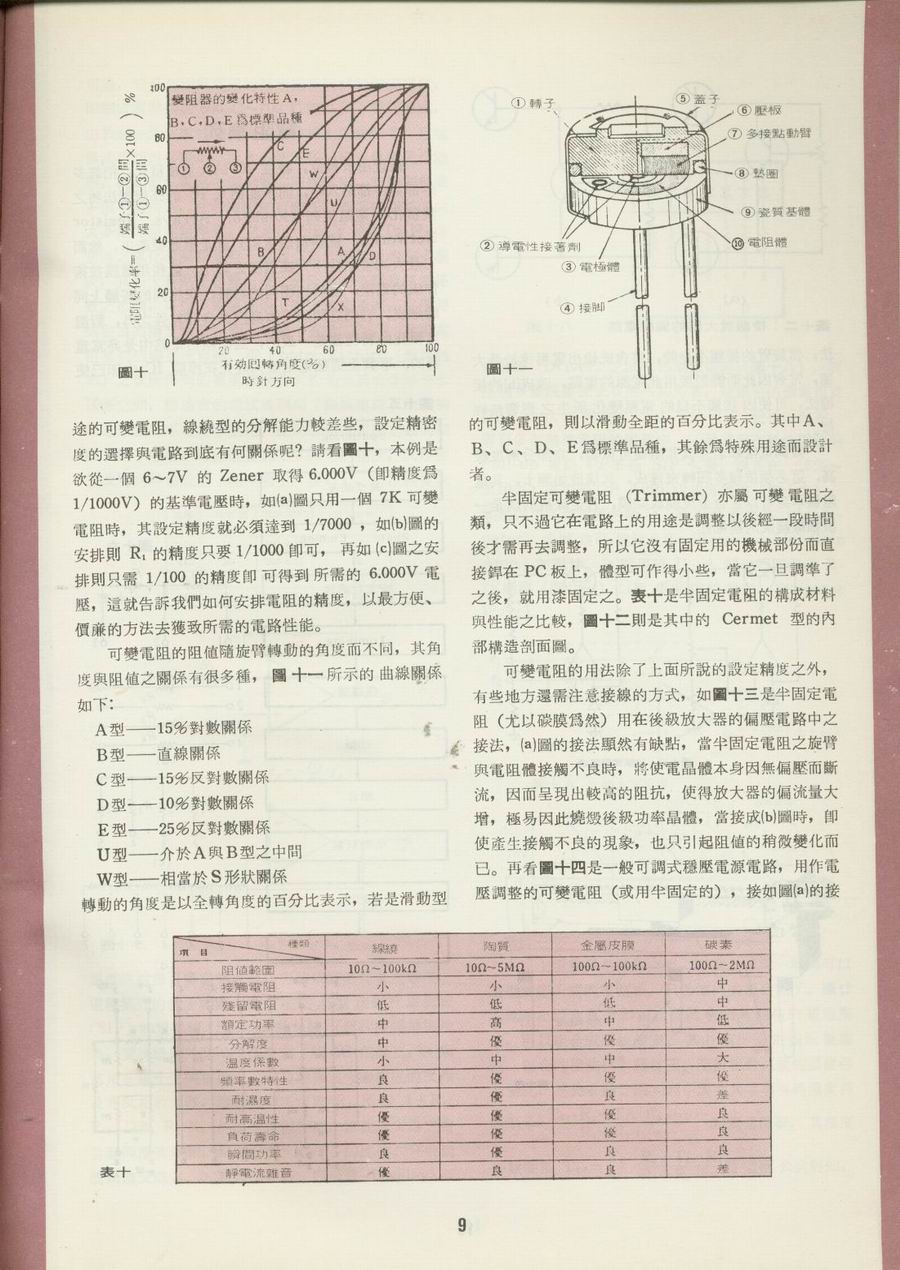 變阻器的變化特性A，
B、C、D、E為標準品種
電阻變化率=(端子①—②間/端子①—③間×100) %
100
80
60
40
20
0
① ② ③
C
E
W
U
B
A
D
T
X
20 40 60 80 100
有効回轉角度(%)
時針方向
圖十
① 轉子
⑤ 蓋子
⑥ 壓板
⑦ 多接點動臂
⑧ 墊圈
⑨ 瓷質基體
⑩ 電阻體
② 導電性接著劑
③ 電極體
④ 接脚
圖十一
途的可變電阻，線繞型的分解能力較差些，設定精密
度的選擇與電路到底有何關係呢？請看圖十，本例是
欲從一個 6～7V 的 Zener 取得 6.000V（卽精度爲
1/1000V）的基準電壓時，如(a)圖只用一個 7K 可變
電阻時，其設定精度就必須達到 1/7000，如(b)圖的
安排則 R₁ 的精度只要 1/1000 卽可，再如 (c)圖之安
排則只需 1/100 的精度卽 可得到 所需的 6.000V 電
壓，這就告訴我們如何安排電阻的精度，以最方便、
價廉的方法去獲致所需的電路性能。
可變電阻的阻值隨旋臂轉動的角度而不同，其角
度與阻值之關係有很多種，圖 十一 所示的 曲線關係
如下：
A型——15%對數關係
B型——直線關係
C型——15%反對數關係
D型——10%對數關係
E型——25%反對數關係
U型——介於A與B型之中間
W型——相當於S形狀關係
轉動的角度是以全轉角度的百分比表示，若是滑動型
的可變電阻，則以滑動全距的百分比表示。其中A、
B、C、D、E爲標準品種，其餘爲特殊用途而設計
者。
半固定可變電阻 （Trimmer）亦屬 可變 電阻之
類，只不過它在電路上的用途是調整以後經一段時間
後才需再去調整，所以它沒有固定用的機械部份而直
接銲在 PC 板上，體型可作得小些，當它一旦調準了
之後，就用漆固定之。表十是半固定電阻的構成材料
與性能之比較，圖十二則是其中的 Cermet 型的內
部構造剖面圖。
可變電阻的用法除了上面所說的設定精度之外，
有些地方還需注意接線的方式，如圖十三是半固定電
阻（尤以碳膜爲然）用在後級放大器的偏壓電路中之
接法，(a)圖的接法顯然有缺點，當半固定電阻之旋臂
與電阻體接觸不良時，將使電晶體本身因無偏壓而斷
流，因而呈現出較高的阻抗，使得放大器的偏流量大
增，極易因此燒燬後級功率晶體，當接成(b)圖時，卽
使產生接觸不良的現象，也只引起阻値的稍微變化而
已。再看圖十四是一般可調式穩壓電源電路，用作電
壓調整的可變電阻（或用半固定的），接如圖(a)的接
項目 種類 線繞 陶質 金屬皮膜 碳素
阻値範圍 10Ω～100kΩ 10Ω～5MΩ 100Ω～100kΩ 100Ω～2MΩ
接觸電阻 小 小 小 中
殘留電阻 低 低 低 中
額定功率 中 高 中 低
分解度 中 優 優 優
溫度係數 小 中 中 大
頻率數特性 良 優 優 優
耐濕度 良 優 良 差
耐高溫性 優 優 優 良
負荷壽命 優 優 優 良
瞬間功率 良 優 良 良
靜電流雜音 優 良 良 差
表十
9